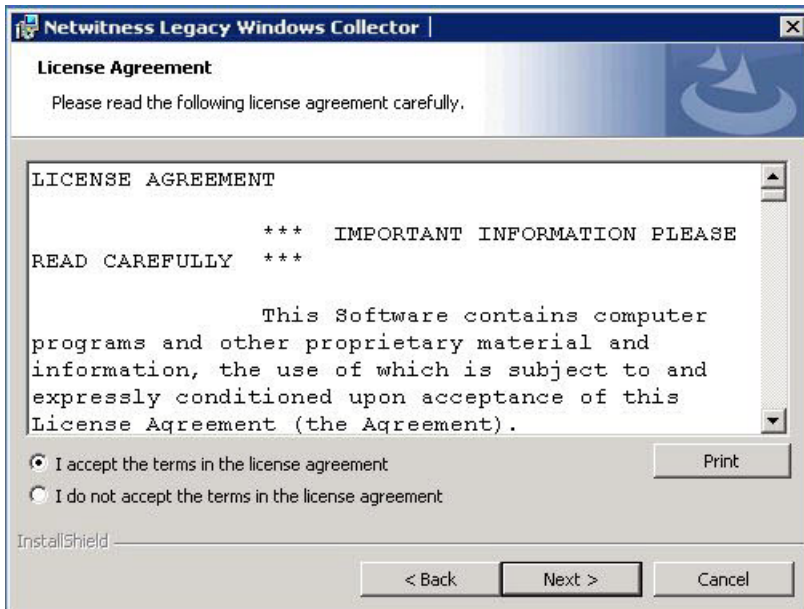 Netwitness Legacy Windows Collector
License Agreement
Please read the following license agreement carefully.
LICENSE AGREEMENT
*** IMPORTANT INFORMATION PLEASE
READ CAREFULLY ***
This Software contains computer
programs and other proprietary material and
information, the use of which is subject to and
expressly conditioned upon acceptance of this
License Agreement (the Agreement).
I accept the terms in the license agreement
Print
I do not accept the terms in the license agreement
InstallShield
< Back Next > Cancel